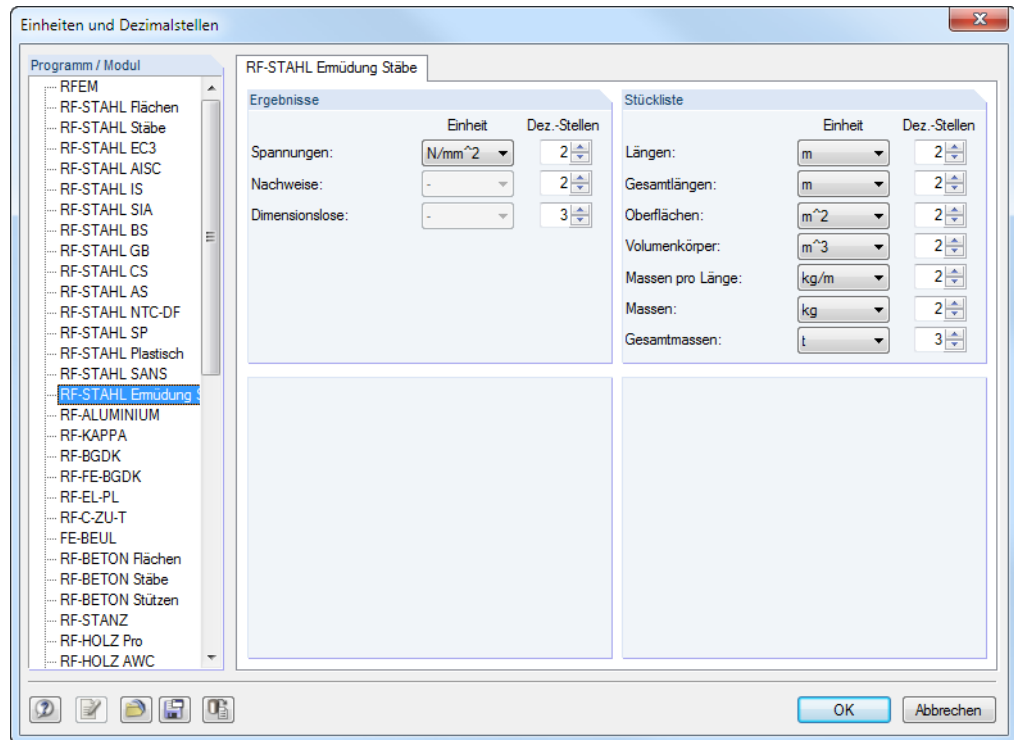 Einheiten und Dezimalstellen
Programm / Modul
RFEM
RF-STAHL Flächen
RF-STAHL Stäbe
RF-STAHL EC3
RF-STAHL AISC
RF-STAHL IS
RF-STAHL SIA
RF-STAHL BS
RF-STAHL GB
RF-STAHL CS
RF-STAHL AS
RF-STAHL NTC-DF
RF-STAHL SP
RF-STAHL Plastisch
RF-STAHL SANS
RF-STAHL Ermüdung S
RF-ALUMINIUM
RF-KAPPA
RF-BGDK
RF-FE-BGDK
RF-EL-PL
RF-C-ZU-T
FE-BEUL
RF-BETON Flächen
RF-BETON Stäbe
RF-BETON Stützen
RF-STANZ
RF-HOLZ Pro
RF-HOLZ AWC
RF-STAHL Ermüdung Stäbe
Ergebnisse
Einheit Dez.-Stellen
Spannungen: N/mm^2 2
Nachweise: - 2
Dimensionslose: - 3
Stückliste
Einheit Dez.-Stellen
Längen: m 2
Gesamtlängen: m 2
Oberflächen: m^2 2
Volumenkörper: m^3 2
Massen pro Länge: kg/m 2
Massen: kg 2
Gesamtmassen: t 3
OK Abbrechen